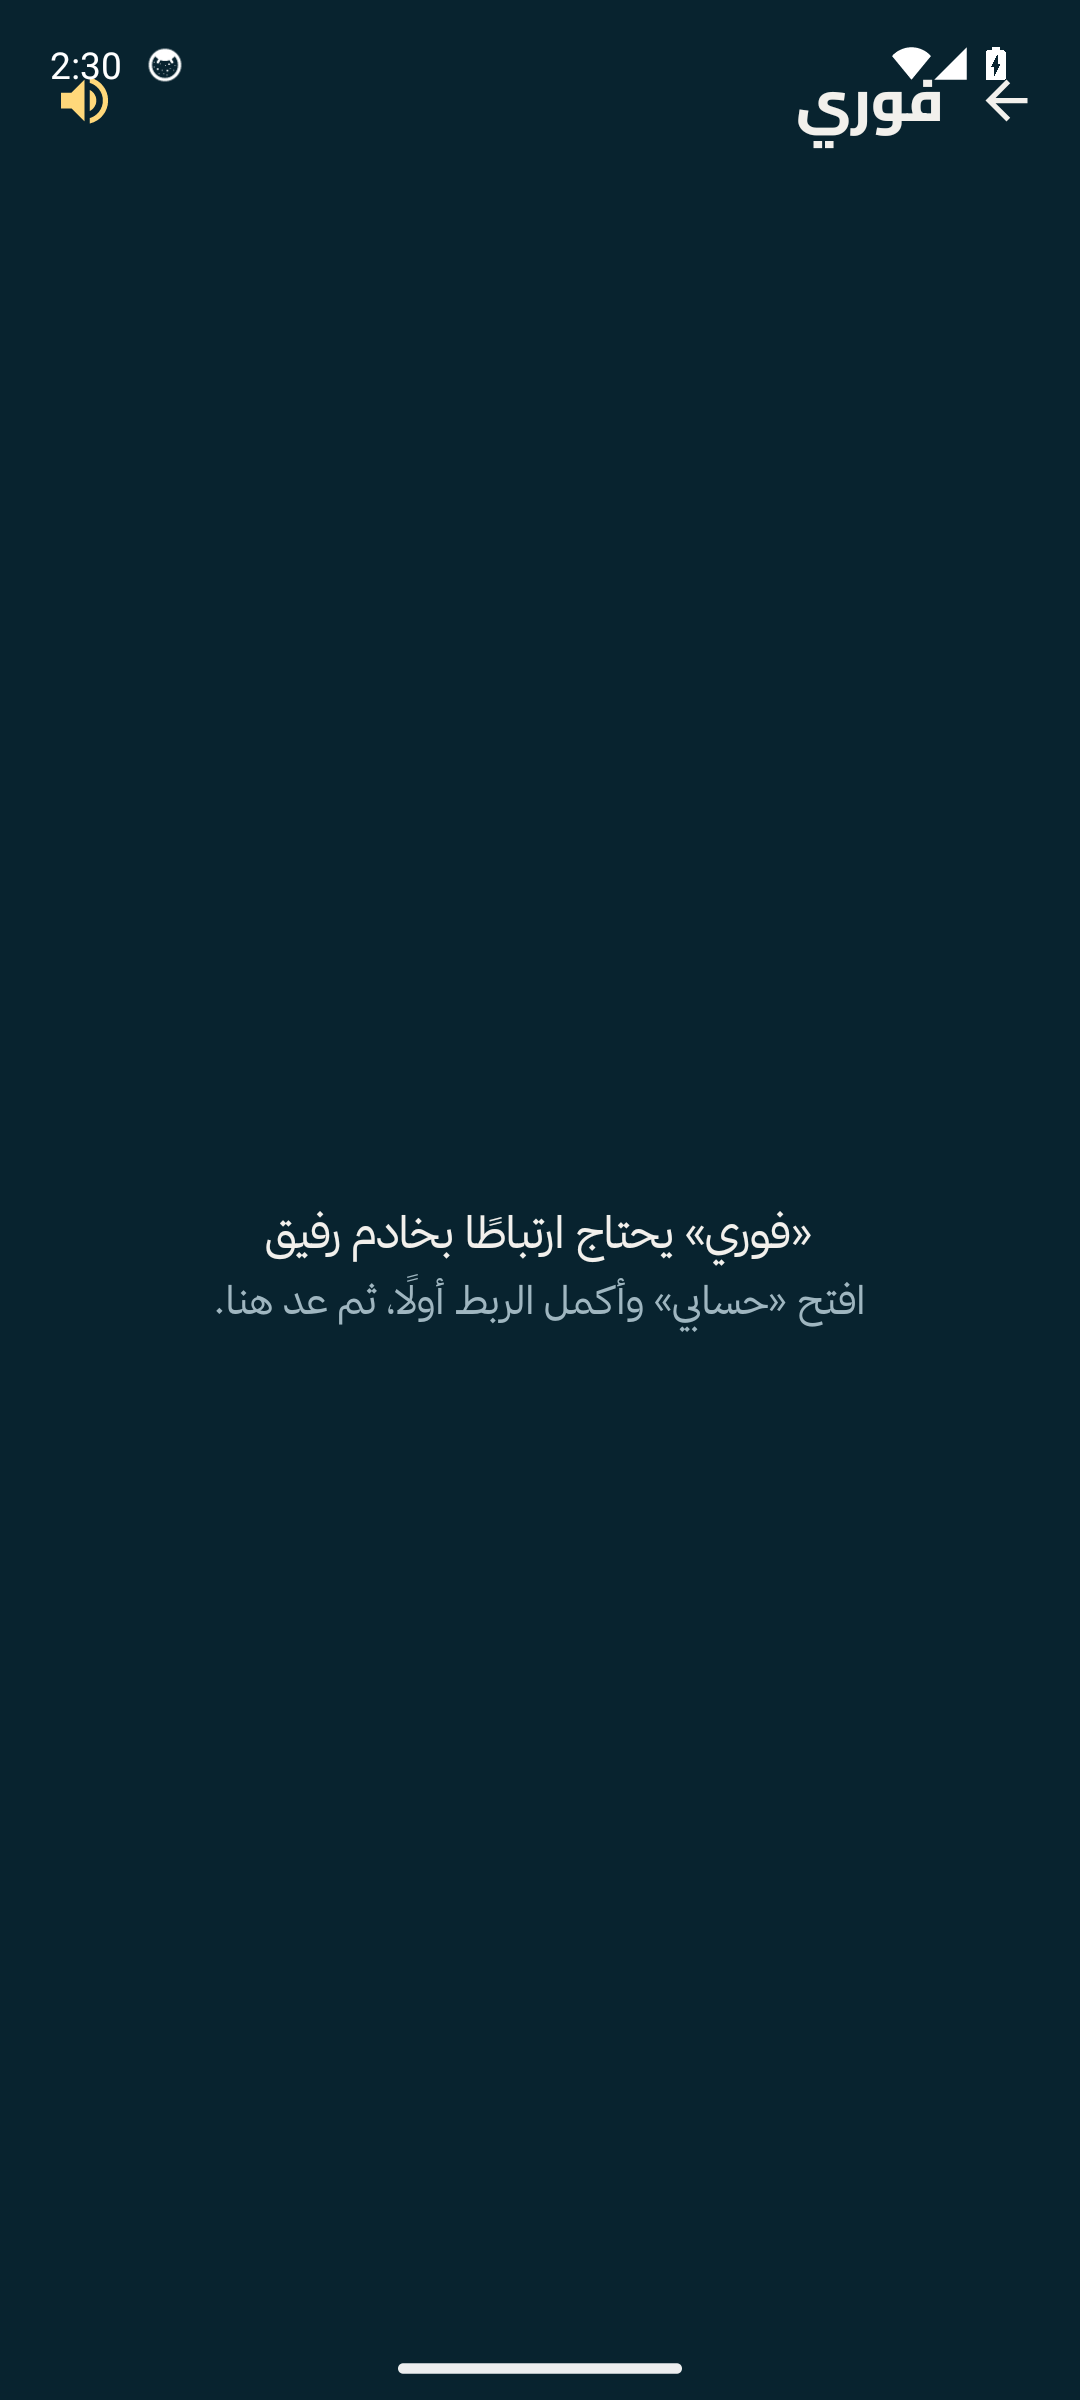 2:30
فوري
«فوري» يحتاج ارتباطًا بخادم رفيق
افتح «حسابي» وأكمل الربط أولًا، ثم عد هنا.